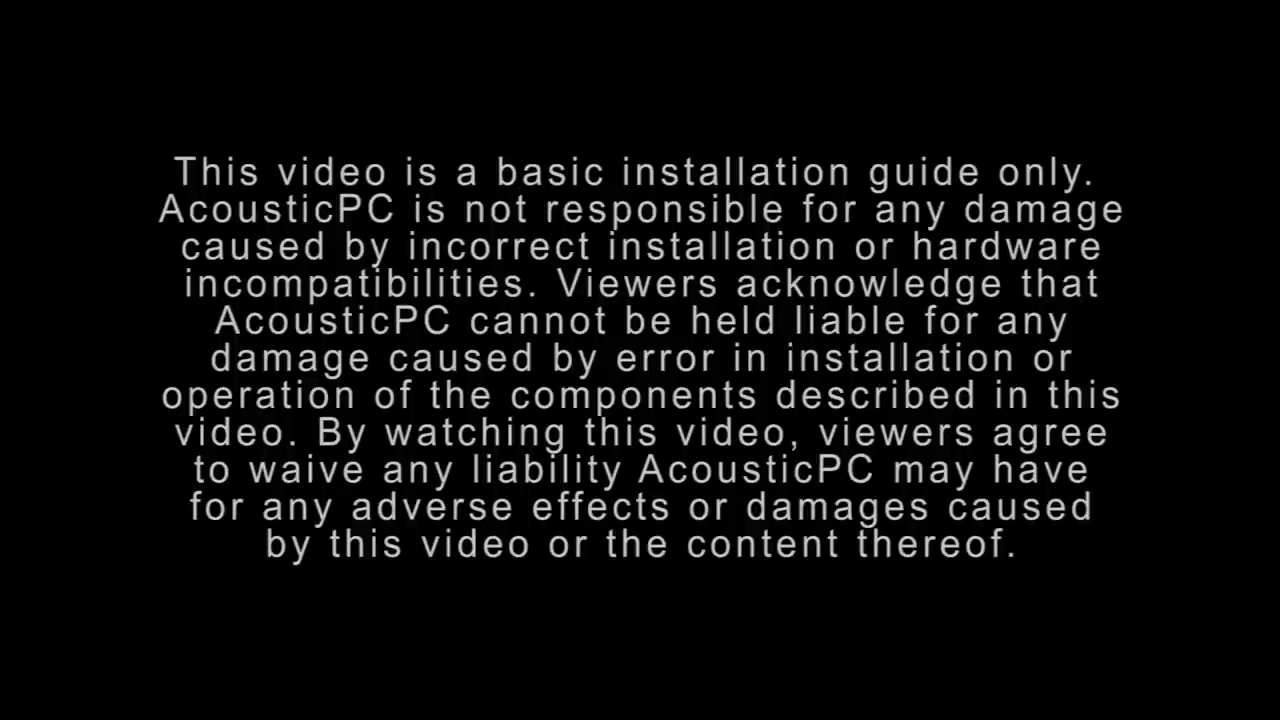 This video is a basic installation guide only.
AcousticPC is not responsible for any damage
caused by incorrect installation or hardware
incompatibilities. Viewers acknowledge that
AcousticPC cannot be held liable for any
damage caused by error in installation or
operation of the components described in this
video. By watching this video, viewers agree
to waive any liability AcousticPC may have
for any adverse effects or damages caused
by this video or the content thereof.